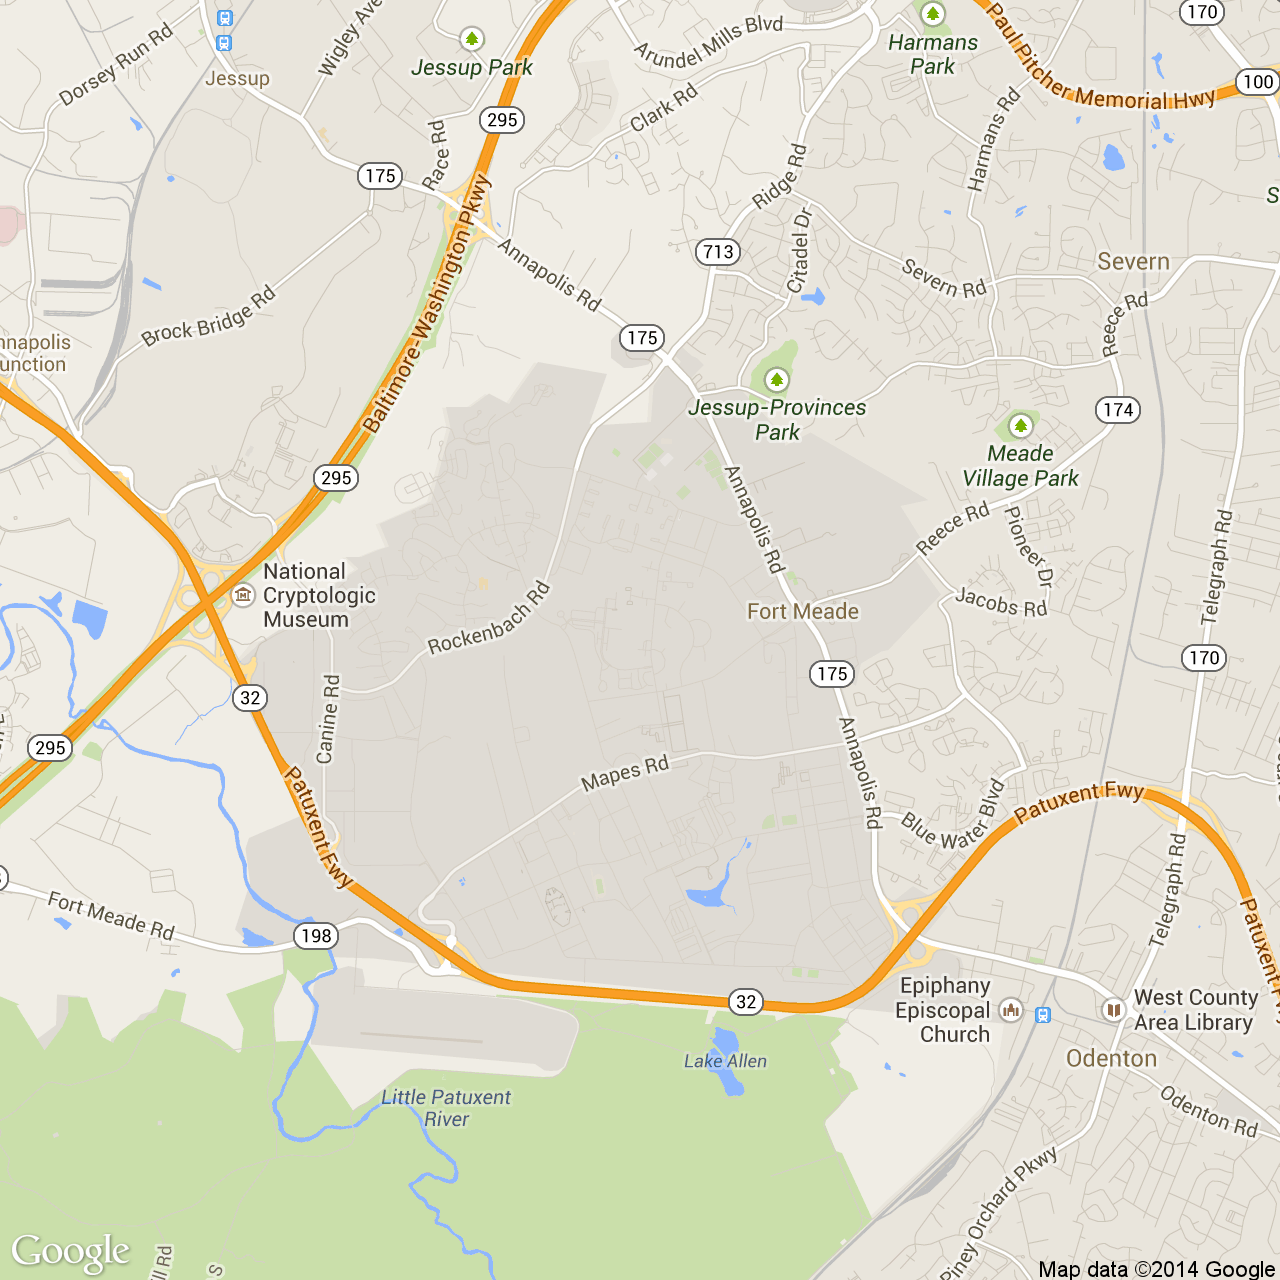 170
Dorsey Run Rd
Wigley Ave
Jessup
Jessup Park
Arundel Mills Blvd
Harmans
Park
Paul Pitcher Memorial Hwy
100
295
Clark Rd
Race Rd
175
Harmans Rd
Ridge Rd
Citadel Dr
713
Severn Rd
Severn
Reece Rd
Baltimore-Washington Pkwy
Annapolis Rd
Brock Bridge Rd
175
nnapolis
unction
Jessup-Provinces
Park
174
Meade
Village Park
295
Annapolis Rd
Reece Rd
Pioneer Dr
Telegraph Rd
National
Cryptologic
Museum
Rockenbach Rd
Fort Meade
Jacobs Rd
170
175
32
Canine Rd
295
Annapolis Rd
Mapes Rd
Patuxent Fwy
Patuxent Fwy
Blue Water Blvd
Telegraph Rd
Fort Meade Rd
198
Patuxent F
Epiphany
Episcopal
Church
West County
Area Library
32
Lake Allen
Odenton
Little Patuxent
River
Odenton Rd
Piney Orchard Pkwy
Google
ll Rd
S
Map data ©2014 Google